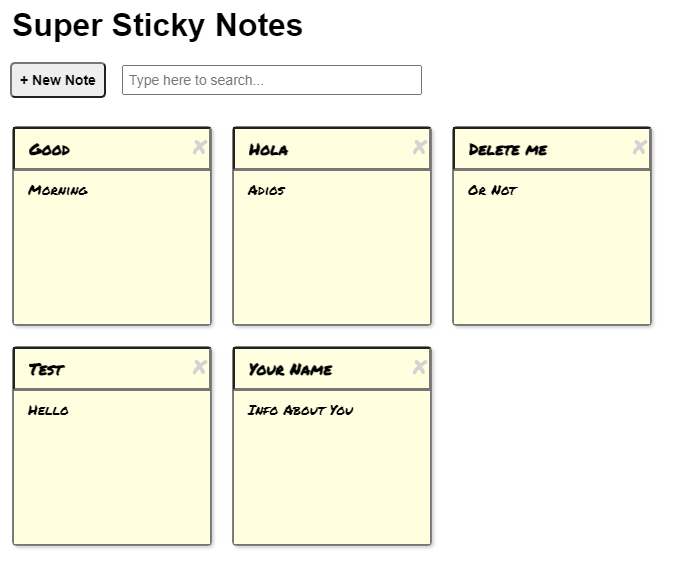 Super Sticky Notes
+ New Note
Type here to search...
Good
Morning
Hola
Adios
Delete me
Or Not
Test
Hello
Your Name
Info About You